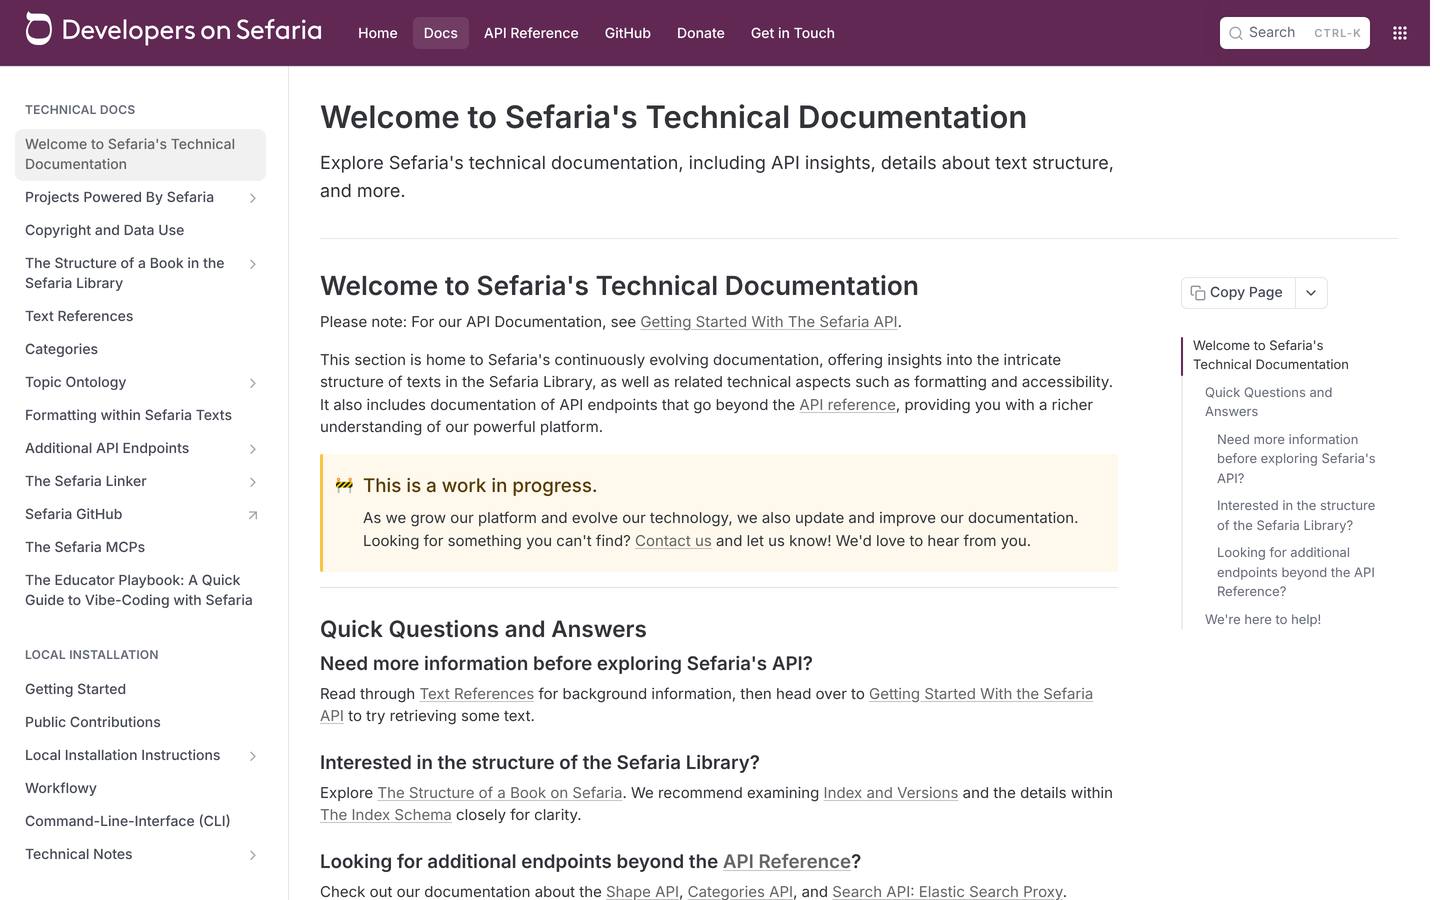 Developers on Sefaria
Home
Docs
API Reference
GitHub
Donate
Get in Touch
Search
CTRL-K
TECHNICAL DOCS
Welcome to Sefaria's Technical
Documentation
Projects Powered By Sefaria
Copyright and Data Use
The Structure of a Book in the
Sefaria Library
Text References
Categories
Topic Ontology
Formatting within Sefaria Texts
Additional API Endpoints
The Sefaria Linker
Sefaria GitHub
The Sefaria MCPs
The Educator Playbook: A Quick
Guide to Vibe-Coding with Sefaria
LOCAL INSTALLATION
Getting Started
Public Contributions
Local Installation Instructions
Workflowy
Command-Line-Interface (CLI)
Technical Notes
Welcome to Sefaria's Technical Documentation
Explore Sefaria's technical documentation, including API insights, details about text structure,
and more.
Welcome to Sefaria's Technical Documentation
Please note: For our API Documentation, see Getting Started With The Sefaria API.
This section is home to Sefaria's continuously evolving documentation, offering insights into the intricate
structure of texts in the Sefaria Library, as well as related technical aspects such as formatting and accessibility.
It also includes documentation of API endpoints that go beyond the API reference, providing you with a richer
understanding of our powerful platform.
🚧 This is a work in progress.
As we grow our platform and evolve our technology, we also update and improve our documentation.
Looking for something you can't find? Contact us and let us know! We'd love to hear from you.
Quick Questions and Answers
Need more information before exploring Sefaria's API?
Read through Text References for background information, then head over to Getting Started With the Sefaria
API to try retrieving some text.
Interested in the structure of the Sefaria Library?
Explore The Structure of a Book on Sefaria. We recommend examining Index and Versions and the details within
The Index Schema closely for clarity.
Looking for additional endpoints beyond the API Reference?
Check out our documentation about the Shape API, Categories API, and Search API: Elastic Search Proxy.
Copy Page
Welcome to Sefaria's
Technical Documentation
Quick Questions and
Answers
Need more information
before exploring Sefaria's
API?
Interested in the structure
of the Sefaria Library?
Looking for additional
endpoints beyond the API
Reference?
We're here to help!